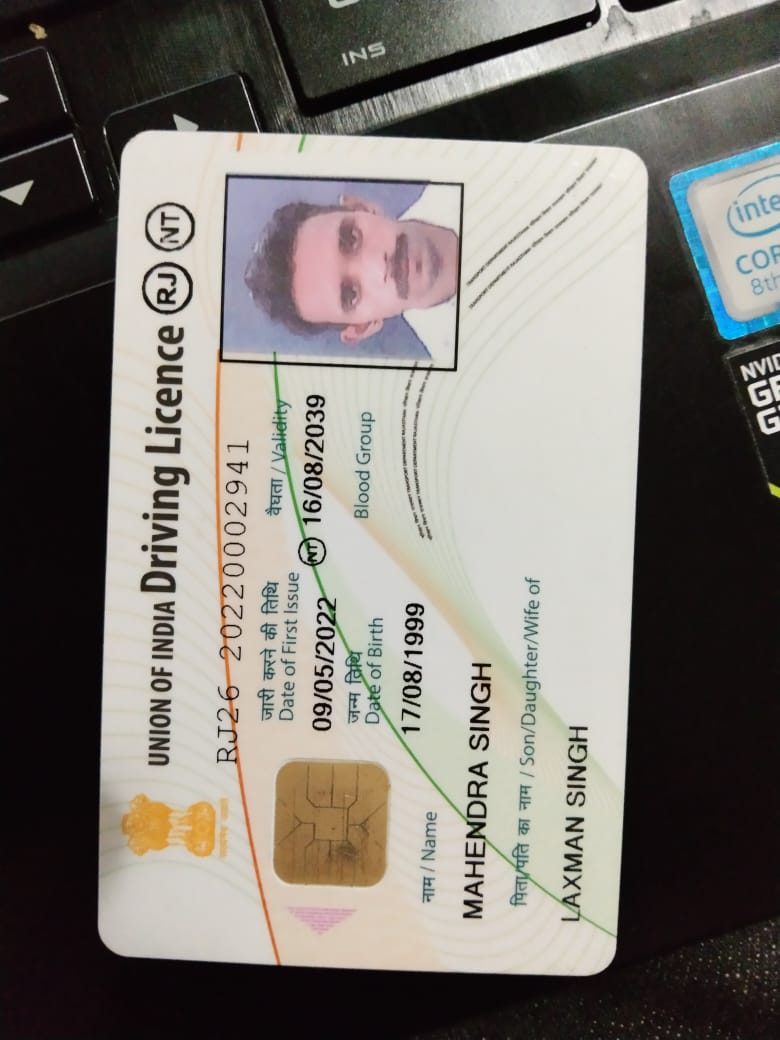 UNION OF INDIA Driving Licence RJ NT
RJ26 20220002941
जारी करने की तिथि
Date of First Issue
वैधता / Validity
09/05/2022 NT 16/08/2039
जन्म तिथि
Date of Birth
Blood Group
17/08/1999
नाम / Name
MAHENDRA SINGH
पिता/पति का नाम / Son/Daughter/Wife of
LAXMAN SINGH
INS
intel
COR
8th
NVID